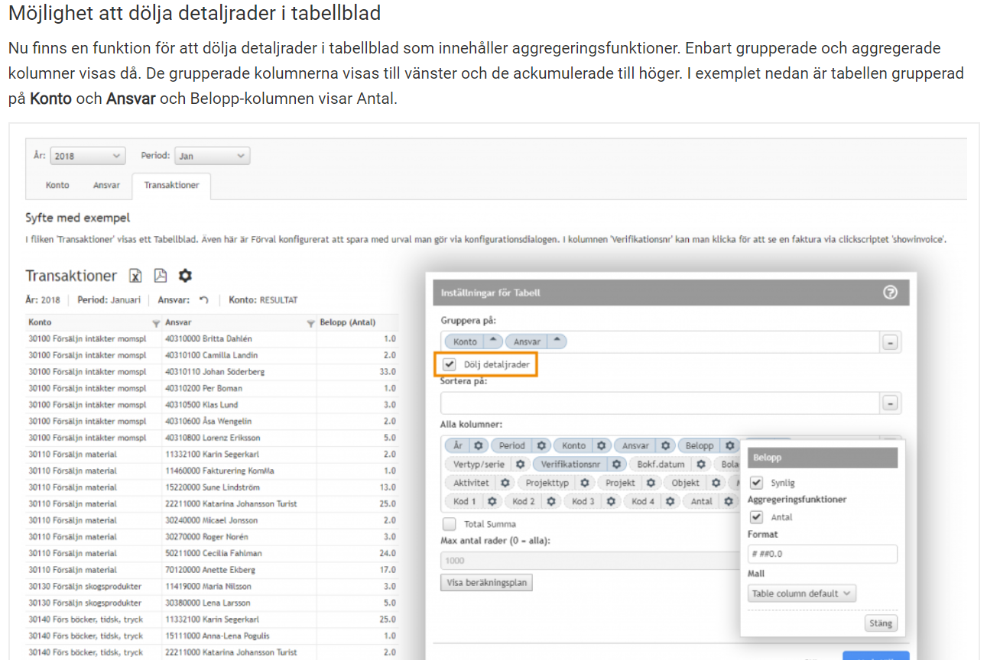 Möjlighet att dölja detaljrader i tabellblad
Nu finns en funktion för att dölja detaljrader i tabellblad som innehåller aggregeringsfunktioner. Enbart grupperade och aggregerade
kolumner visas då. De grupperade kolumnerna visas till vänster och de ackumulerade till höger. I exemplet nedan är tabellen grupperad
på Konto och Ansvar och Belopp-kolumnen visar Antal.
År: 2018 Period: Jan
Konto Ansvar Transaktioner
Syfte med exempel
I fliken 'Transaktioner' visas ett Tabellblad. Även här är Förval konfigurerat att spara med urval man gör via konfigurationsdialogen. I kolumnen 'Verifikationsnr' kan man klicka för att se en faktura via clickscriptet 'showinvoice'.
Transaktioner
År: 2018 Period: Januari Ansvar: Konto: RESULTAT
Konto Ansvar Belopp (Antal)
30100 Försäljn intäkter momspl 40310000 Britta Dahlén 1.0
30100 Försäljn intäkter momspl 40310100 Camilla Landin 2.0
30100 Försäljn intäkter momspl 40310110 Johan Söderberg 33.0
30100 Försäljn intäkter momspl 40310200 Per Boman 1.0
30100 Försäljn intäkter momspl 40310500 Klas Lund 3.0
30100 Försäljn intäkter momspl 40310600 Åsa Wengelin 2.0
30100 Försäljn intäkter momspl 40310800 Lorenz Eriksson 5.0
30110 Försäljn material 11332100 Karin Segerkarl 2.0
30110 Försäljn material 11460000 Fakturering KomMa 1.0
30110 Försäljn material 15220000 Sune Lindström 13.0
30110 Försäljn material 22211000 Katarina Johansson Turist 25.0
30110 Försäljn material 30240000 Micael Jonsson 2.0
30110 Försäljn material 30270000 Roger Norén 3.0
30110 Försäljn material 50211000 Cecilia Fahlman 24.0
30110 Försäljn material 70120000 Anette Ekberg 17.0
30130 Försäljn skogsprodukter 11419000 Maria Nilsson 3.0
30130 Försäljn skogsprodukter 30380000 Lena Larsson 5.0
30140 Förs böcker, tidsk, tryck 11332100 Karin Segerkarl 25.0
30140 Förs böcker, tidsk, tryck 15111000 Anna-Lena Pogulis 1.0
30140 Förs böcker, tidsk, tryck 22211000 Katarina Johansson Turist 2.0
Inställningar för Tabell ?
Gruppera på:
Konto Ansvar
Dölj detaljrader
Sortera på:
Alla kolumner:
År Period Konto Ansvar Belopp
Vertyp/serie Verifikationsnr Bokf.datum Bola
Aktivitet Projekttyp Projekt Objekt
Kod 1 Kod 2 Kod 3 Kod 4 Antal
Total Summa
Max antal rader (0 = alla):
1000
Visa beräkningsplan
Belopp
Synlig
Aggregeringsfunktioner
Antal
Format
# ##0.0
Mall
Table column default
Stäng